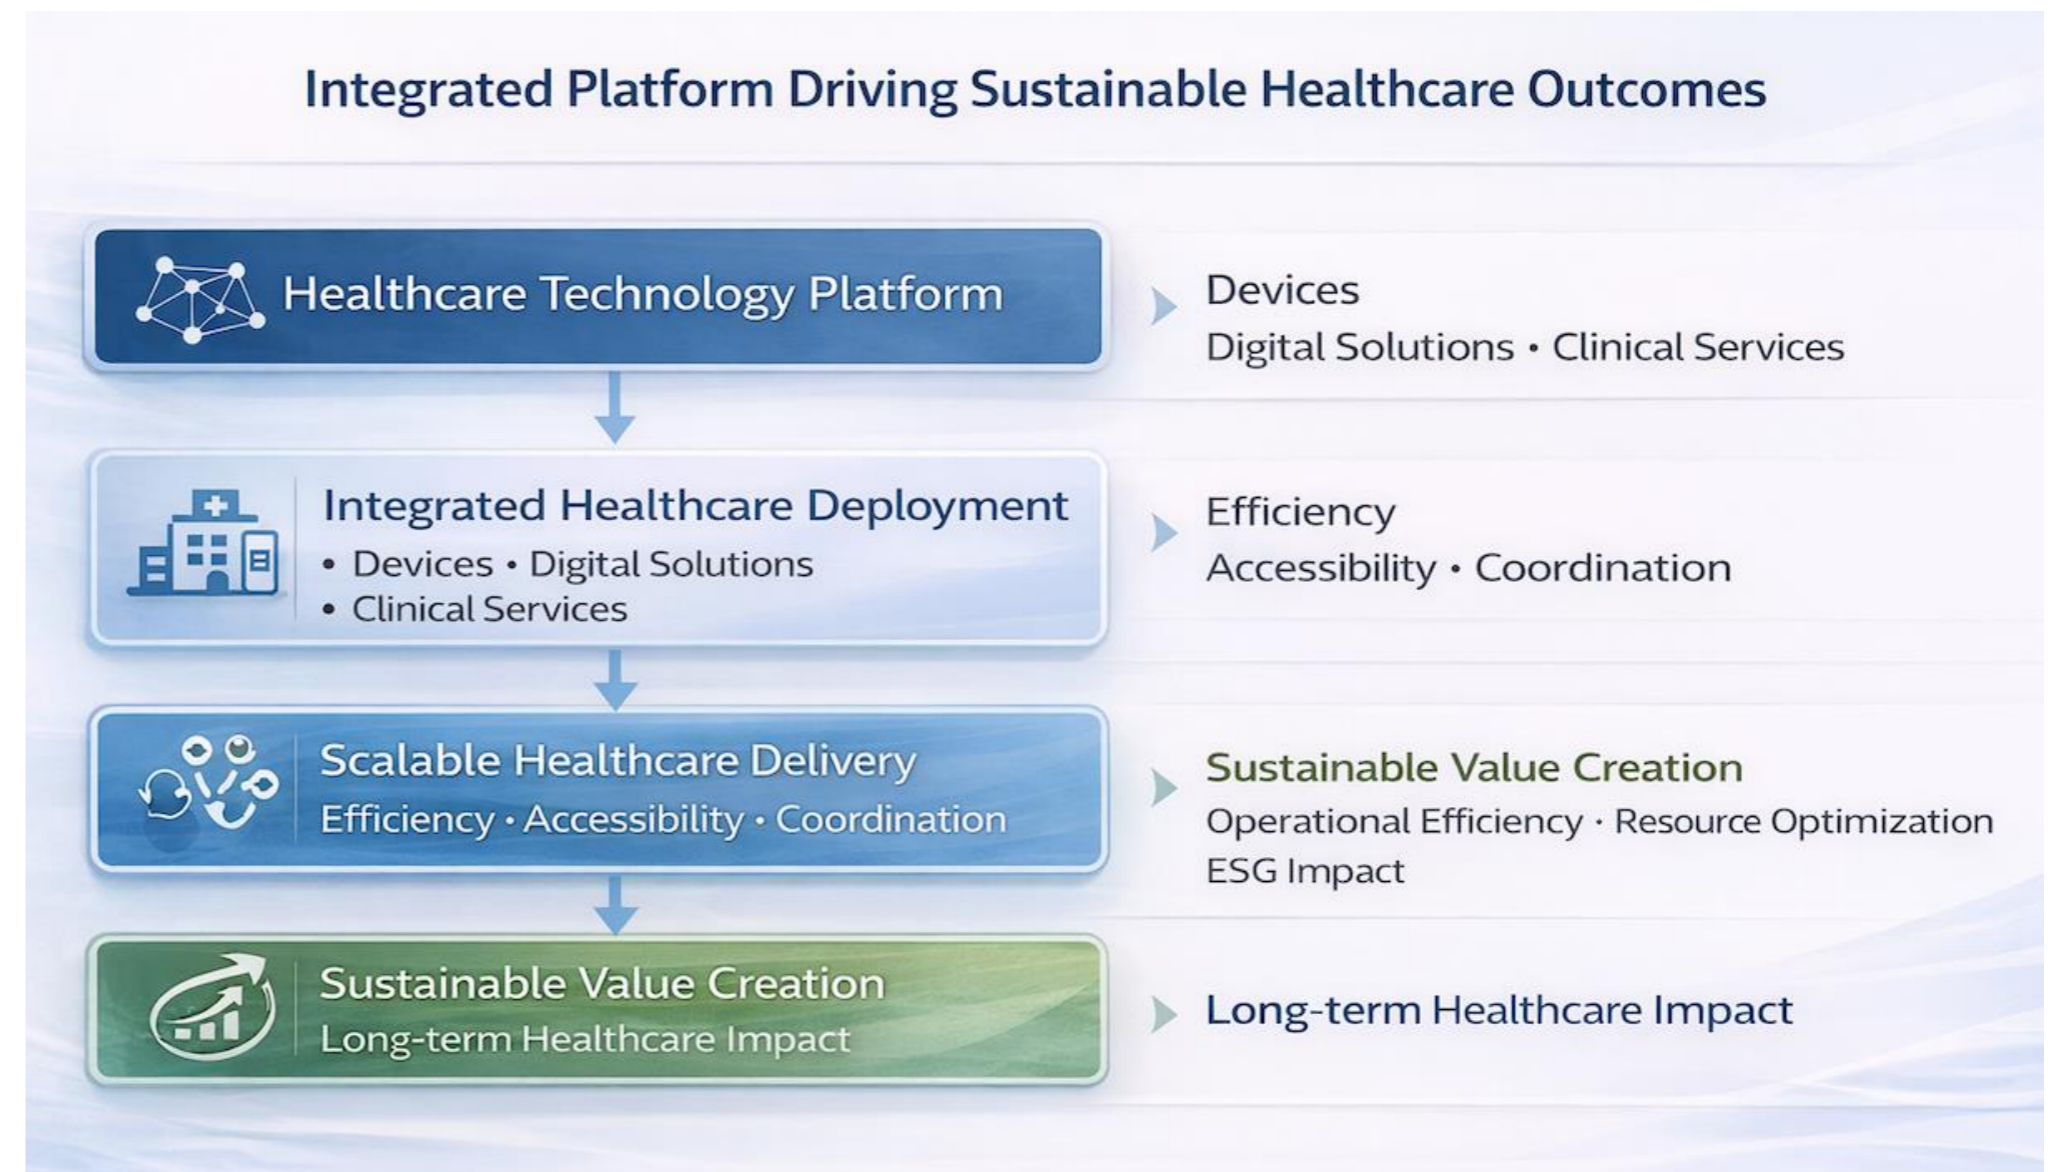 Integrated Platform Driving Sustainable Healthcare Outcomes
Healthcare Technology Platform
Devices
Digital Solutions • Clinical Services
Integrated Healthcare Deployment
• Devices • Digital Solutions
• Clinical Services
Efficiency
Accessibility • Coordination
Scalable Healthcare Delivery
Efficiency • Accessibility • Coordination
Sustainable Value Creation
Operational Efficiency · Resource Optimization
ESG Impact
Sustainable Value Creation
Long-term Healthcare Impact
Long-term Healthcare Impact